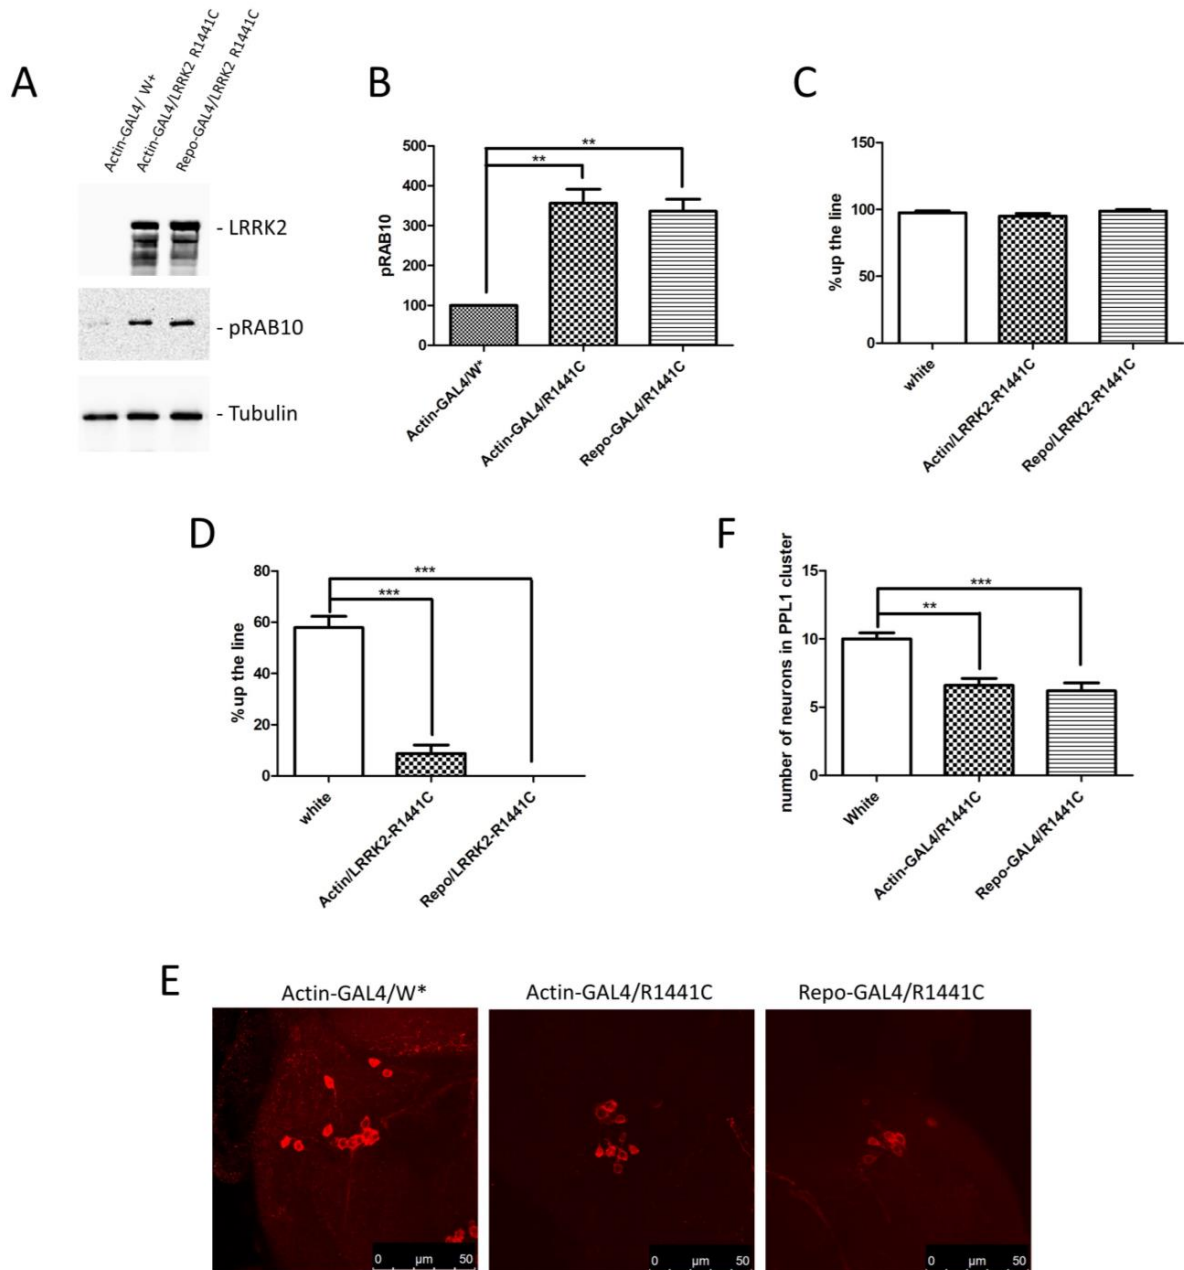 A
Actin-GAL4/ W+
Actin-GAL4/LRRK2 R1441C
Repo-GAL4/LRRK2 R1441C
- LRRK2
- pRAB10
- Tubulin
B
pRAB10
500
400
300
200
100
0
**
**
Actin-GAL4/W*
Actin-GAL4/R1441C
Repo-GAL4/R1441C
C
%up the line
150
100
50
0
white
Actin/LRRK2-R1441C
Repo/LRRK2-R1441C
D
%up the line
80
60
40
20
0
***
***
white
Actin/LRRK2-R1441C
Repo/LRRK2-R1441C
F
number of neurons in PPL1 cluster
15
10
5
0
***
**
White
Actin-GAL4/R1441C
Repo-GAL4/R1441C
E
Actin-GAL4/W*
Actin-GAL4/R1441C
Repo-GAL4/R1441C
0 µm 50
0 µm 50
0 µm 50